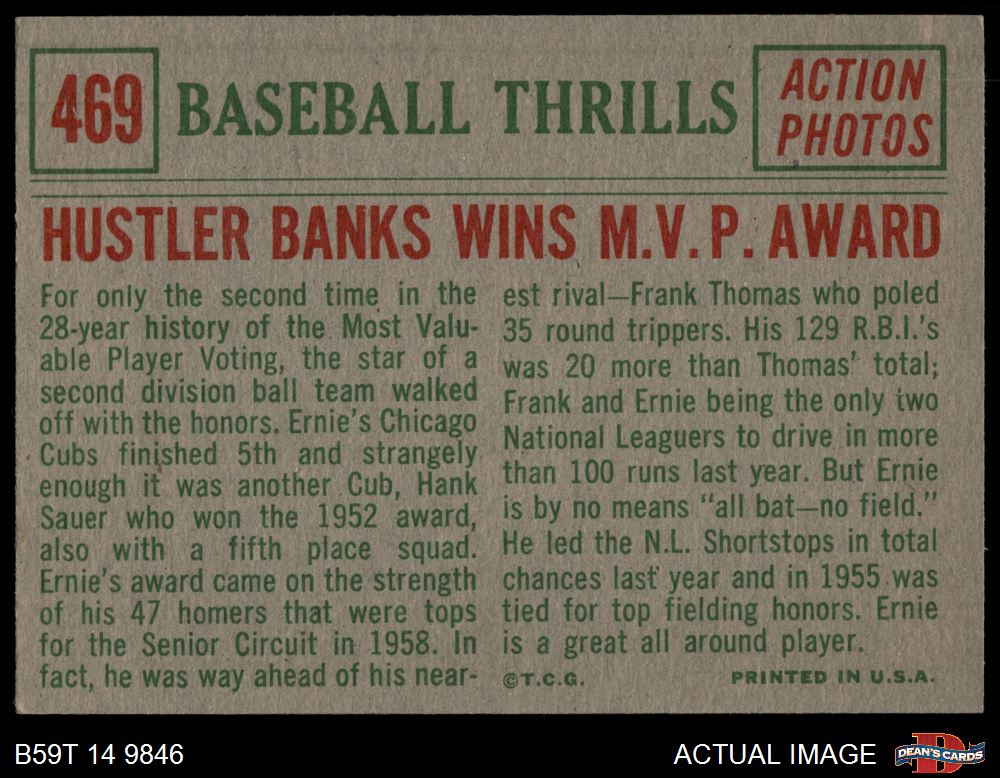 469
BASEBALL THRILLS
ACTION
PHOTOS
HUSTLER BANKS WINS M.V.P. AWARD
For only the second time in the
28-year history of the Most Valu-
able Player Voting, the star of a
second division ball team walked
off with the honors. Ernie's Chicago
Cubs finished 5th and strangely
enough it was another Cub, Hank
Sauer who won the 1952 award,
also with a fifth place squad.
Ernie's award came on the strength
of his 47 homers that were tops
for the Senior Circuit in 1958. In
fact, he was way ahead of his near-
est rival—Frank Thomas who poled
35 round trippers. His 129 R.B.I.'s
was 20 more than Thomas' total;
Frank and Ernie being the only two
National Leaguers to drive in more
than 100 runs last year. But Ernie
is by no means "all bat—no field."
He led the N.L. Shortstops in total
chances last year and in 1955 was
tied for top fielding honors. Ernie
is a great all around player.
©T.C.G.
PRINTED IN U.S.A.
B59T 14 9846
ACTUAL IMAGE
D
DEAN'S CARDS